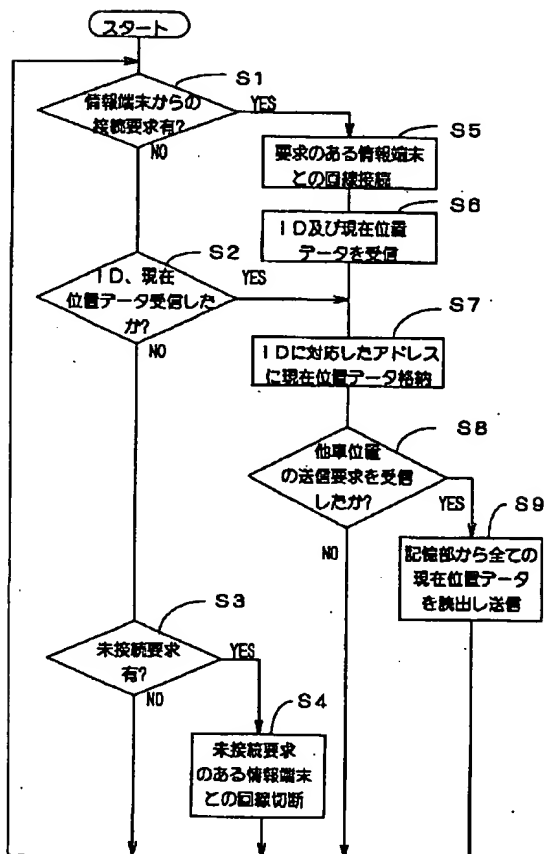 スタート
S1
情報端末からの
接続要求有?
YES
NO
S5
要求のある情報端末
との回線接続
S6
ID及び現在位置
データを受信
S2
ID、現在
位置データ受信した
か?
YES
NO
S7
IDに対応したアドレス
に現在位置データ格納
S8
他車位置
の送信要求を受信
したか?
YES
NO
S9
記憶部から全ての
現在位置データ
を読出し送信
S3
未接続要求
有?
YES
NO
S4
未接続要求
のある情報端末
との回線切断